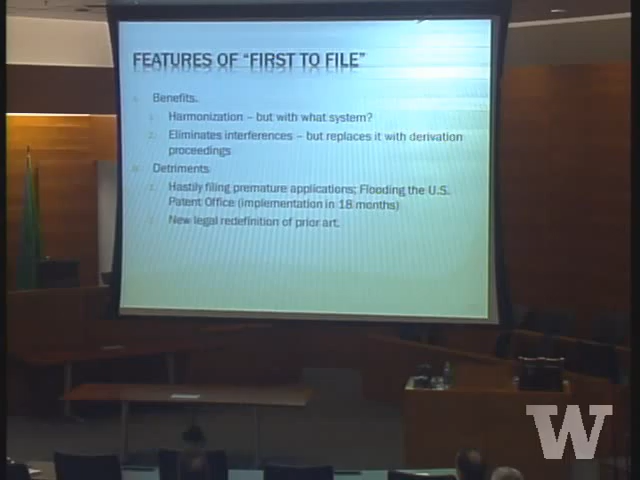 FEATURES OF “FIRST TO FILE”
Benefits.
Harmonization – but with what system?
Eliminates interferences – but replaces it with derivation
proceedings
Detriments
Hastily filing premature applications; Flooding the U.S.
Patent Office (implementation in 18 months)
New legal redefinition of prior art.
W